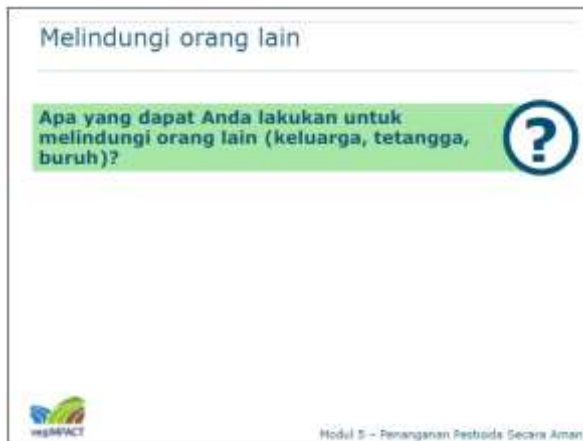 Melindungi orang lain
Apa yang dapat Anda lakukan untuk
melindungi orang lain (keluarga, tetangga,
buruh)?
?
vegIMPACT
Modul 5 – Penanganan Pestisida Secara Aman